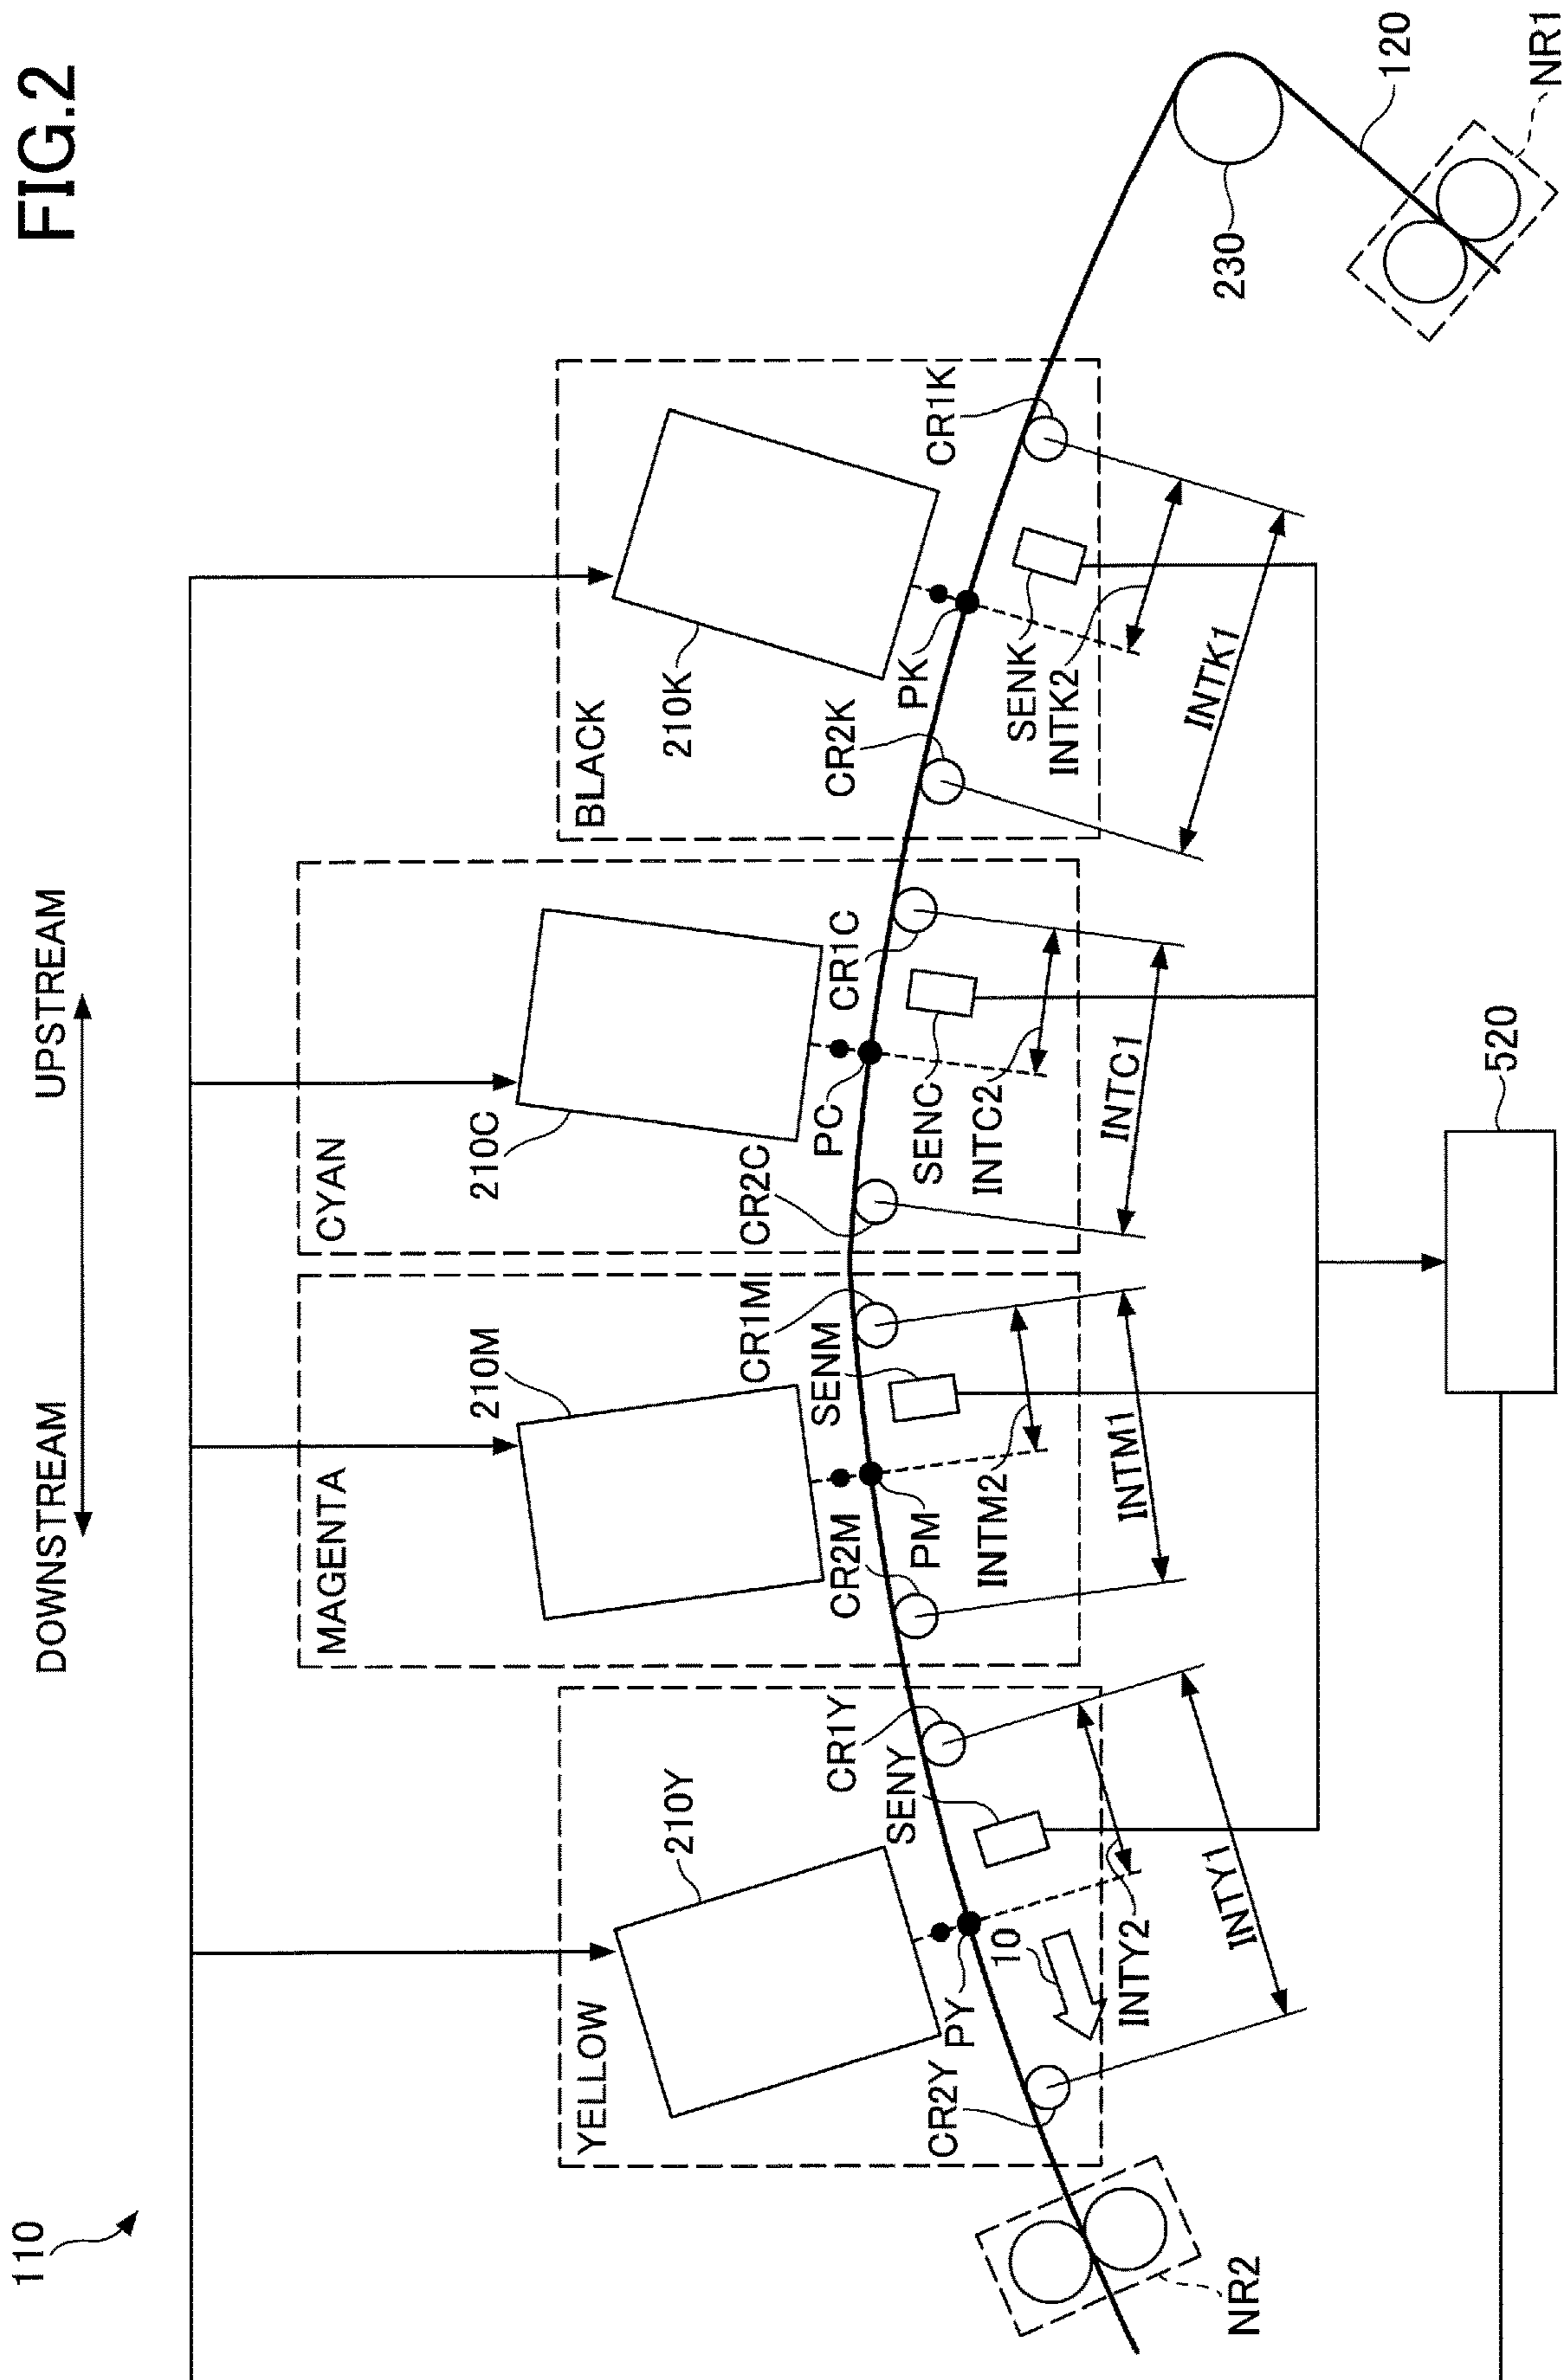 FIG.2
110
DOWNSTREAM
UPSTREAM
YELLOW
MAGENTA
CYAN
BLACK
210Y
210M
210C
210K
CR2Y
PY
10
SENY
CR1Y
INTY2
INTY1
CR2M
PM
SENM
CR1M
INTM2
INTM1
CR2C
PC
SENC
CR1C
INTC2
INTC1
CR2K
PK
SENK
CR1K
INTK2
INTK1
230
120
NR1
NR2
520